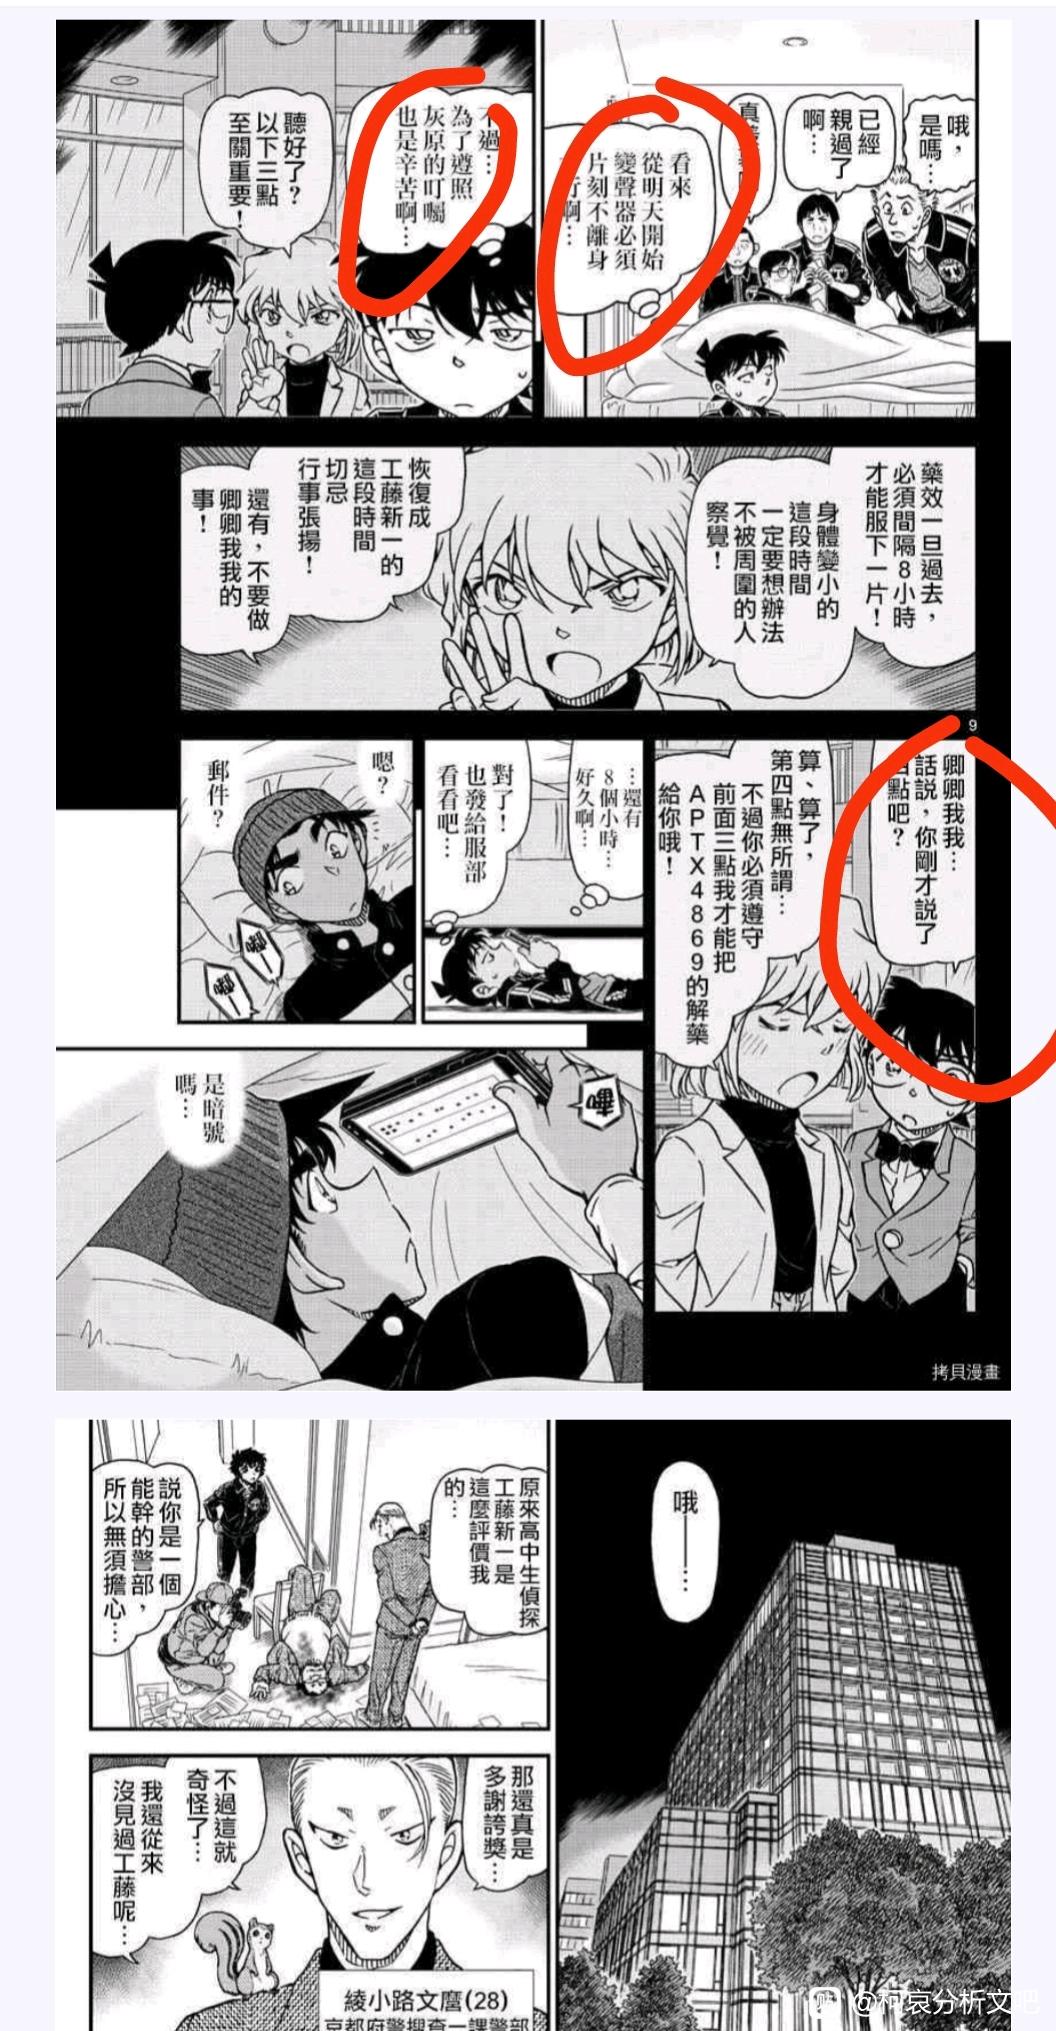 哦，
是嗎…
已經
親過了
啊…
看來
從明天開始
變聲器必須
片刻不離身
不過…
為了遵照
灰原的叮囑
也是辛苦啊…
聽好了？
以下三點
至關重要！
藥效一旦過去，
必須間隔8小時
才能服下一片！
身體變小的
這段時間
一定要想辦法
不被周圍的人
察覺！
恢復成
工藤新一的
這段時間
切忌
行事張揚！
還有，不要做
卿卿我我的
事！
9
卿卿我我…
話説，你剛才説了
四點吧？
算、算了，
第四點無所謂…
不過你必須遵守
前面三點我才能把
APTX4869的解藥
給你哦！
…還有
8個小時…
好久啊…
對了！
也發給服部
看看吧…
嗯？
郵件？
是暗號
嗎…
拷貝漫畫
哦——…
原來高中生偵探
工藤新一是
這麼評價我
的…
説你是一個
能幹的警部，
所以無須擔心…
那還真是
多謝誇獎…
不過這就
奇怪了…
我還從來
沒見過工藤呢…
綾小路文麿(28)
京都府警搜查一課警部
@柯哀分析文吧